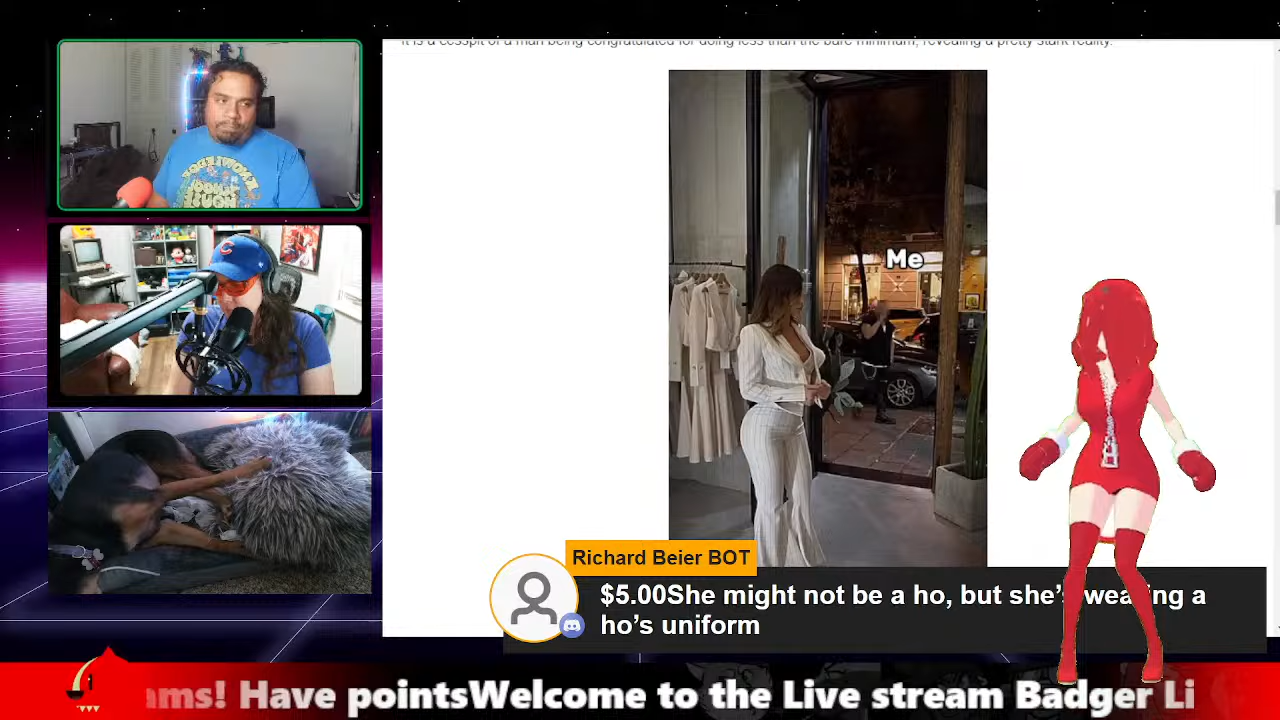 It is a cesspit of a man being congratulated for doing less than the bare minimum, revealing a pretty stark reality.
Me
Richard Beier BOT
$5.00She might not be a ho, but she's wearing a
ho's uniform
ams! Have pointsWelcome to the Live stream Badger Li